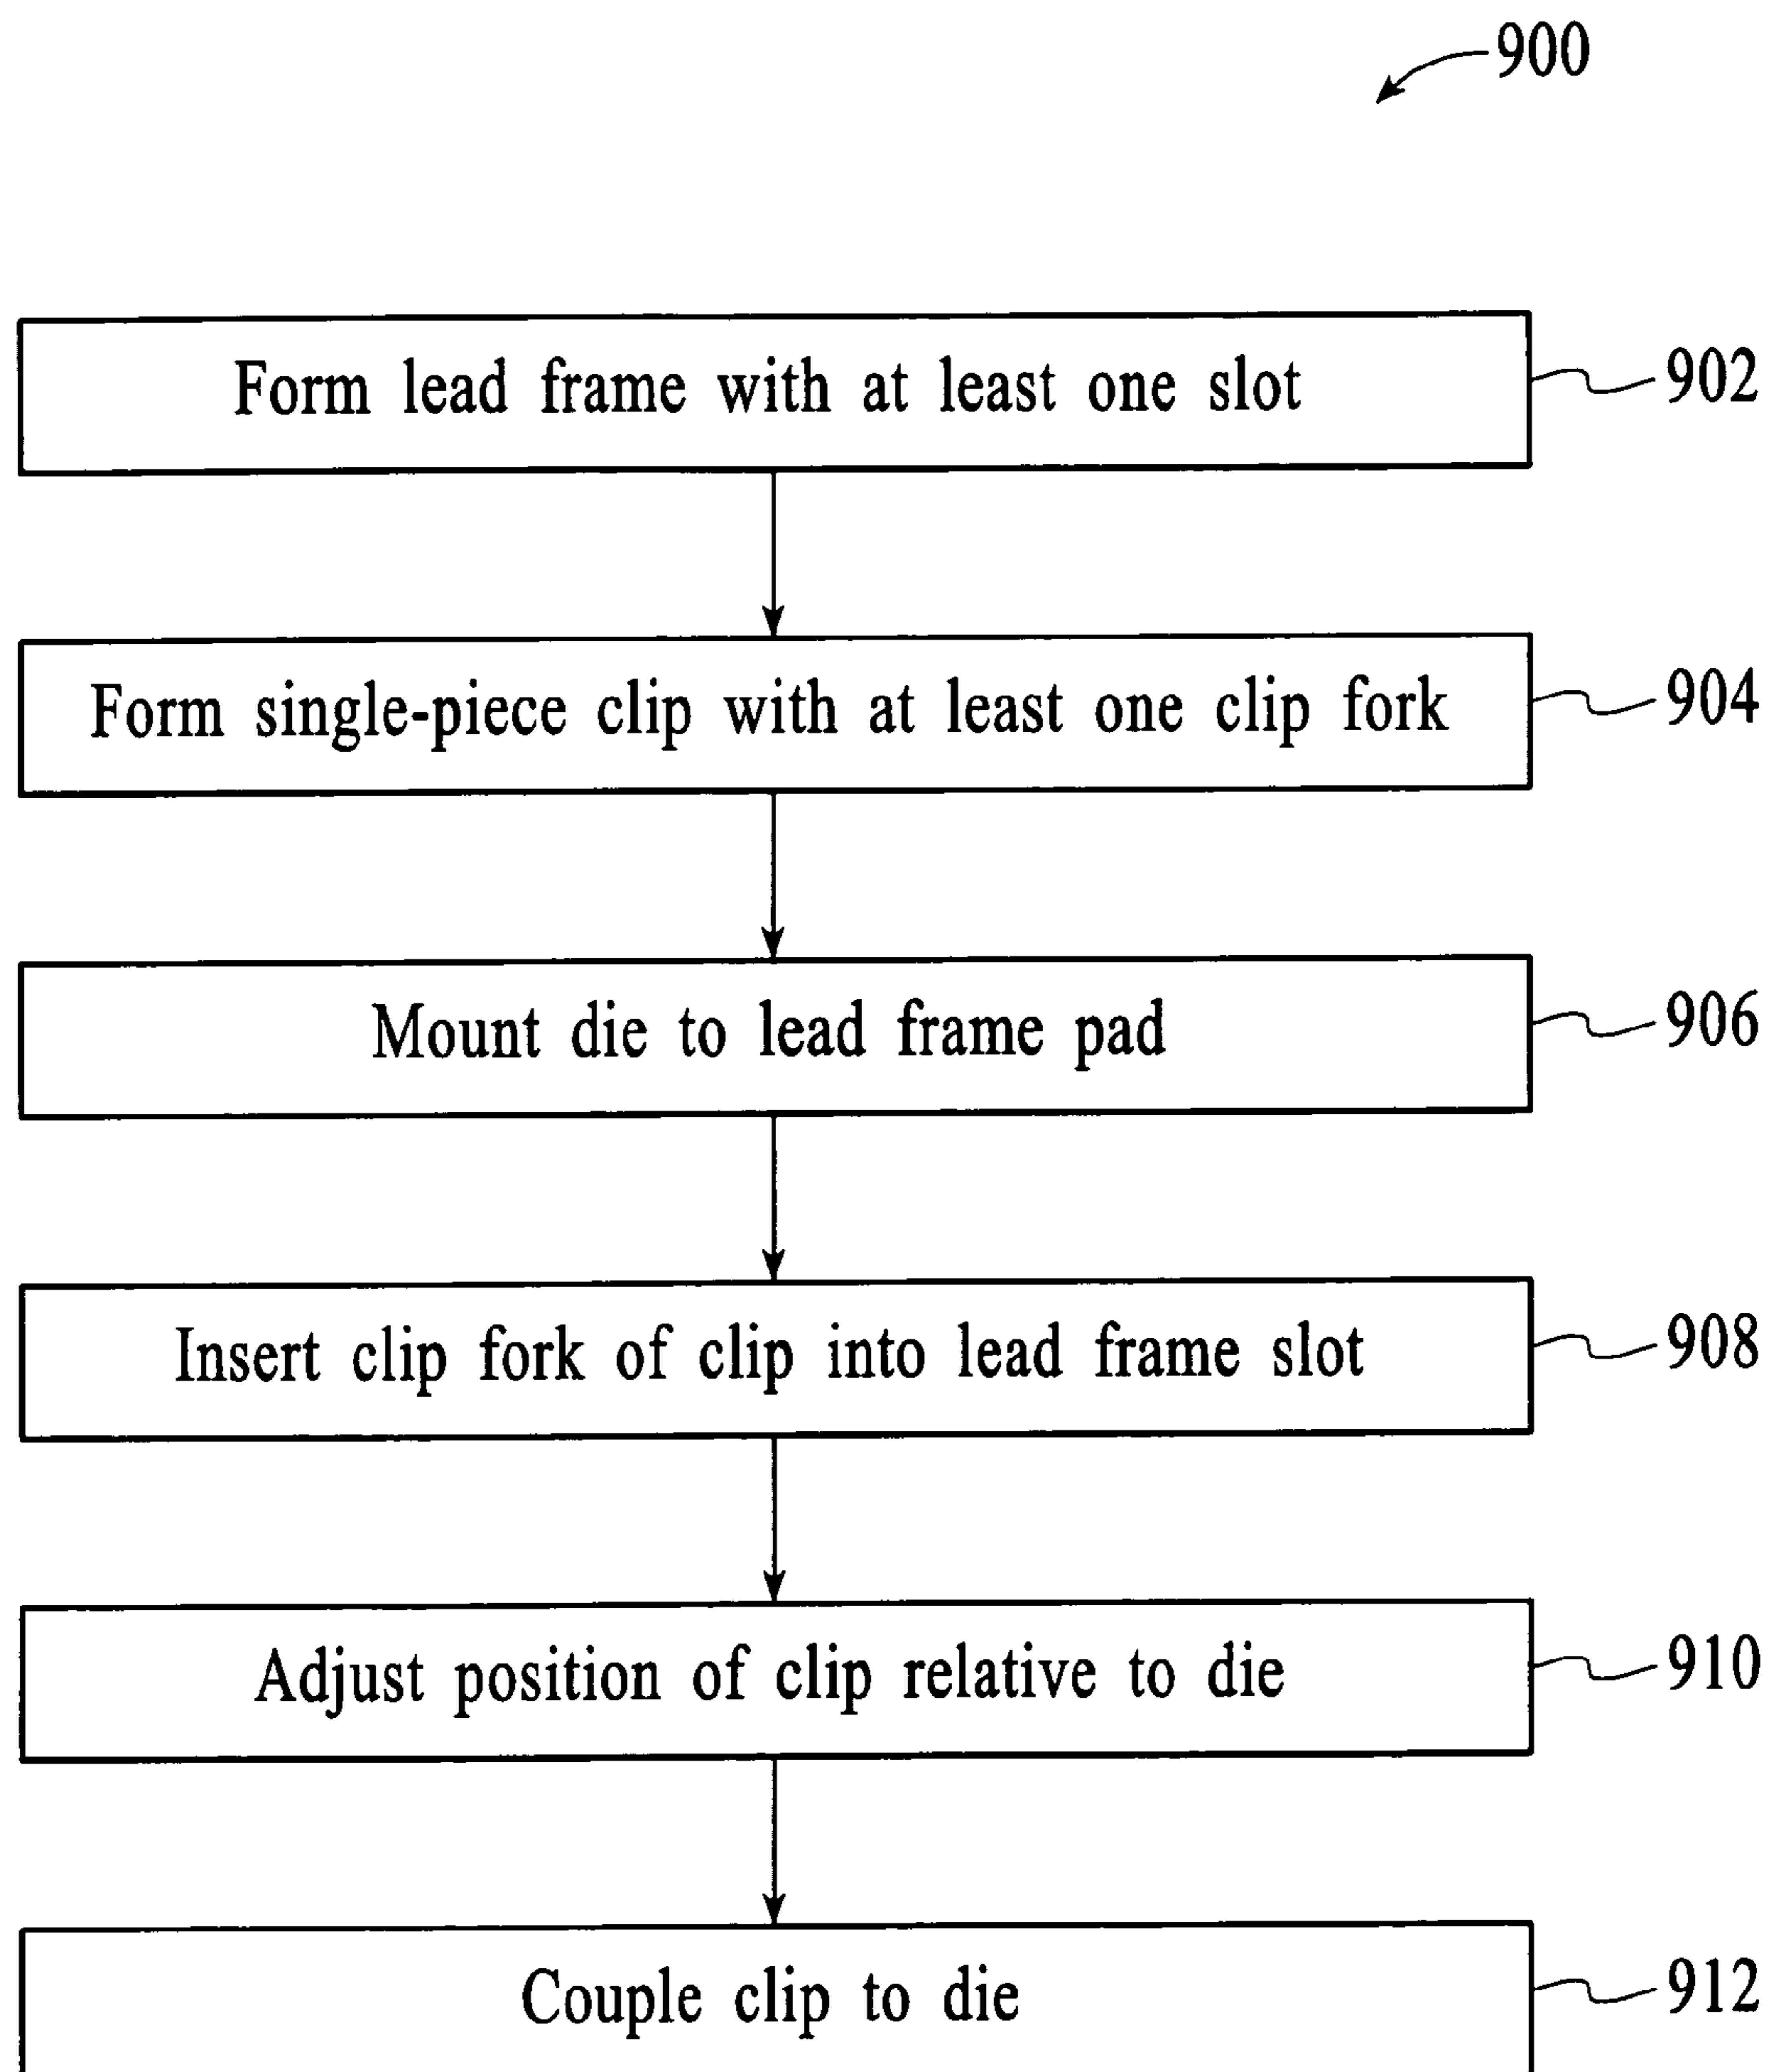 900
Form lead frame with at least one slot
902
Form single-piece clip with at least one clip fork
904
Mount die to lead frame pad
906
Insert clip fork of clip into lead frame slot
908
Adjust position of clip relative to die
910
Couple clip to die
912